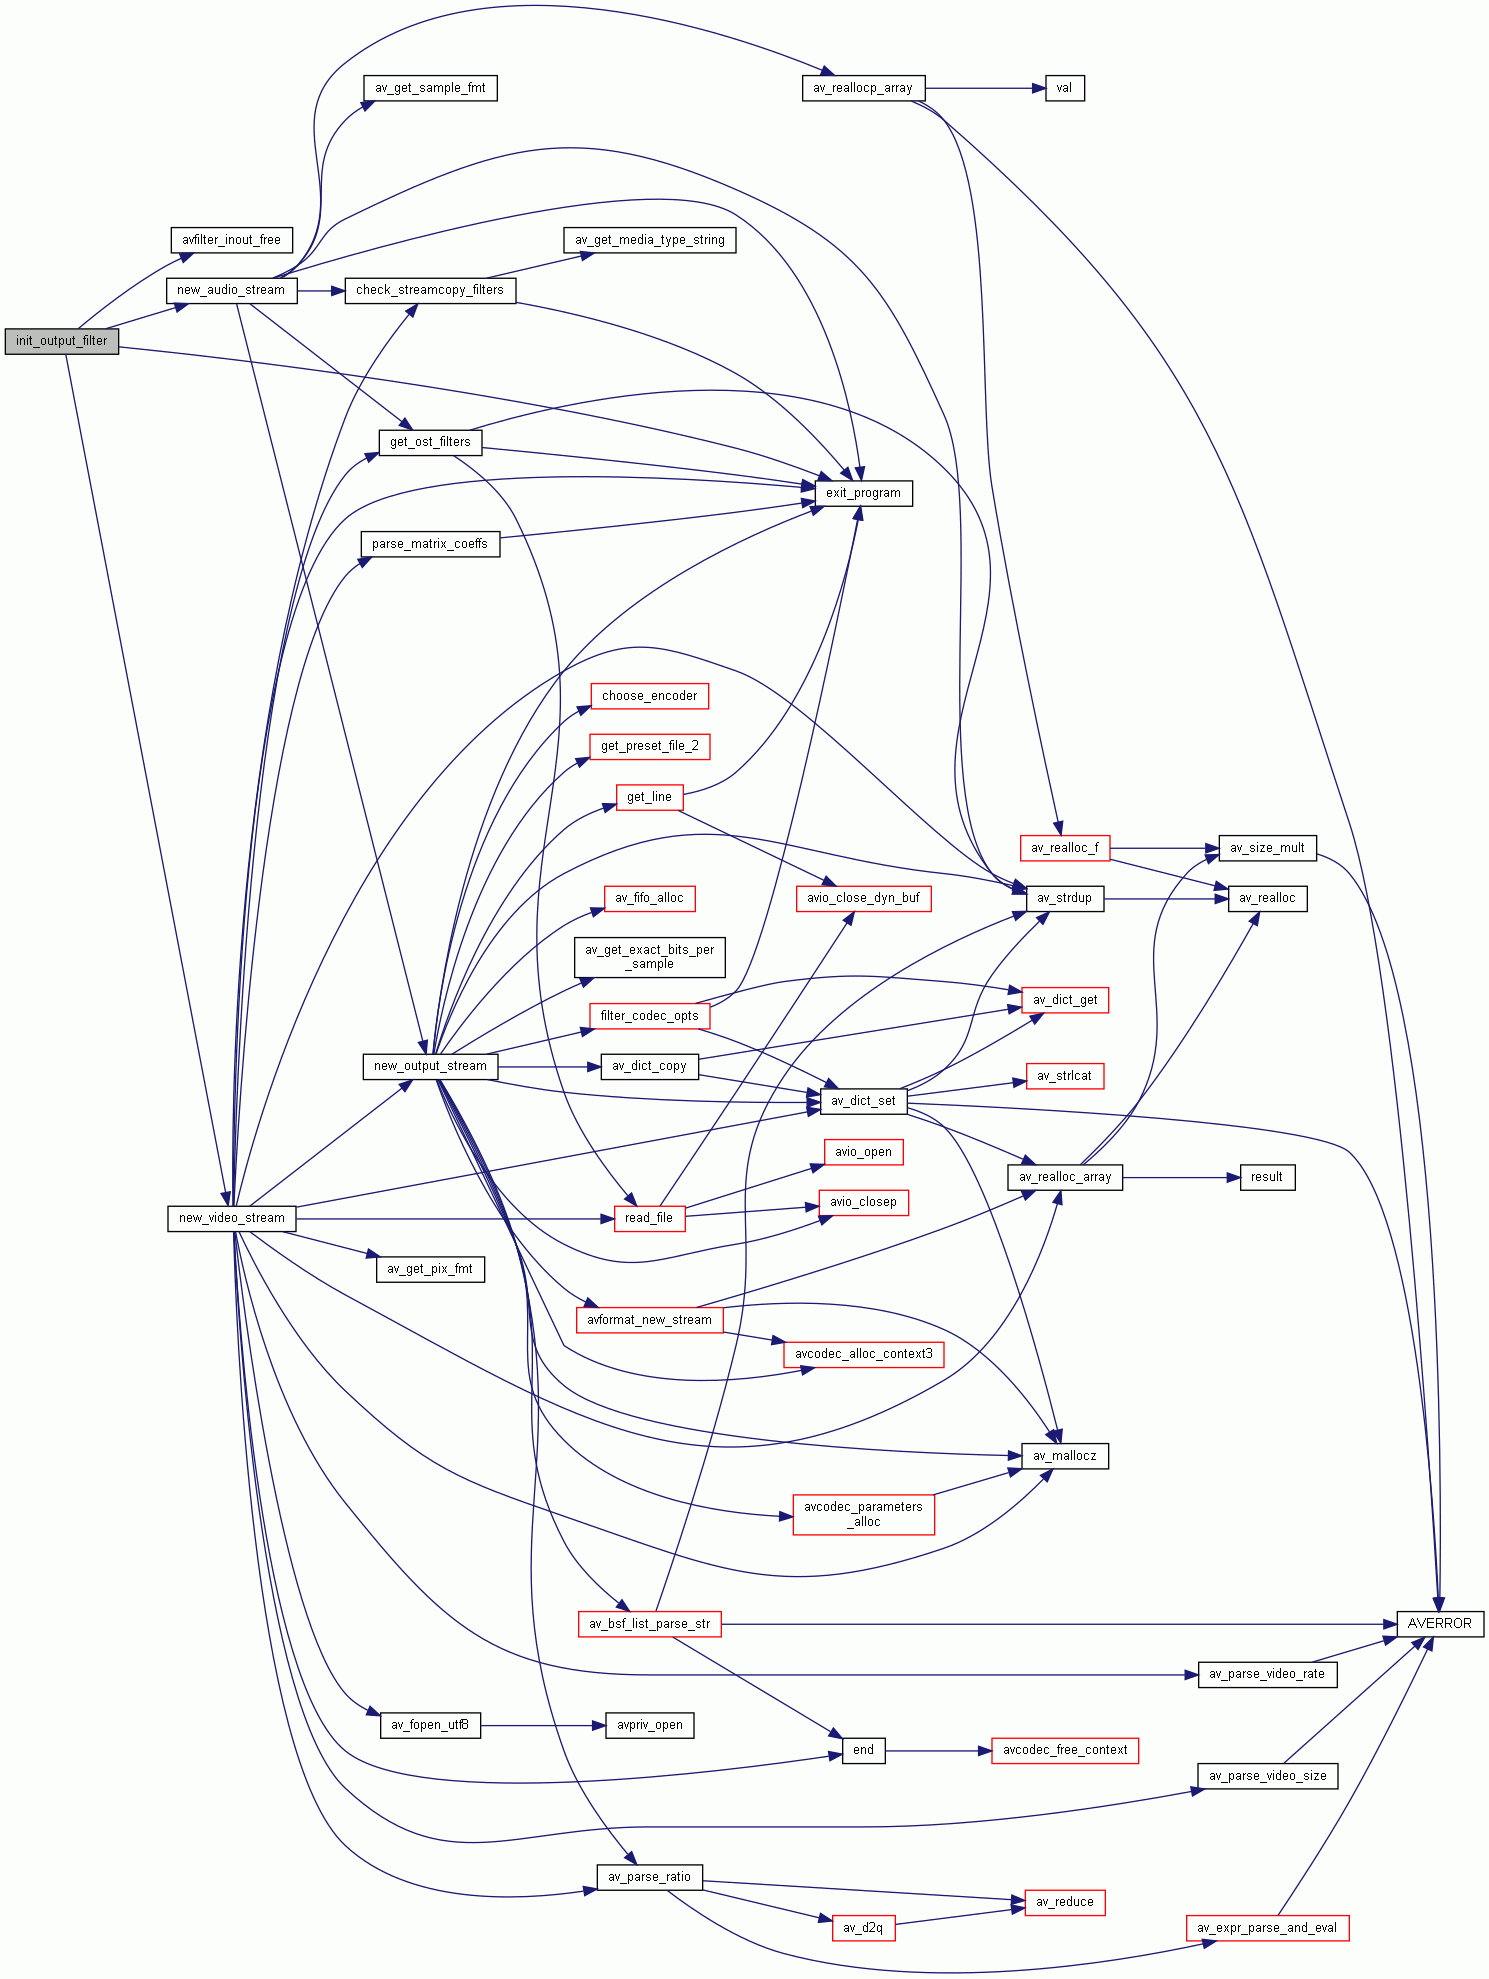 av_get_sample_fmt
av_reallocp_array
val
avfilter_inout_free
av_get_media_type_string
new_audio_stream
check_streamcopy_filters
init_output_filter
get_ost_filters
exit_program
parse_matrix_coeffs
choose_encoder
get_preset_file_2
get_line
av_realloc_f
av_size_mult
av_fifo_alloc
avio_close_dyn_buf
av_strdup
av_realloc
av_get_exact_bits_per
_sample
av_dict_get
filter_codec_opts
new_output_stream
av_dict_copy
av_strlcat
av_dict_set
avio_open
av_realloc_array
result
avio_closep
new_video_stream
read_file
av_get_pix_fmt
avformat_new_stream
avcodec_alloc_context3
av_mallocz
avcodec_parameters
_alloc
av_bsf_list_parse_str
AVERROR
av_parse_video_rate
av_fopen_utf8
avpriv_open
end
avcodec_free_context
av_parse_video_size
av_parse_ratio
av_reduce
av_d2q
av_expr_parse_and_eval